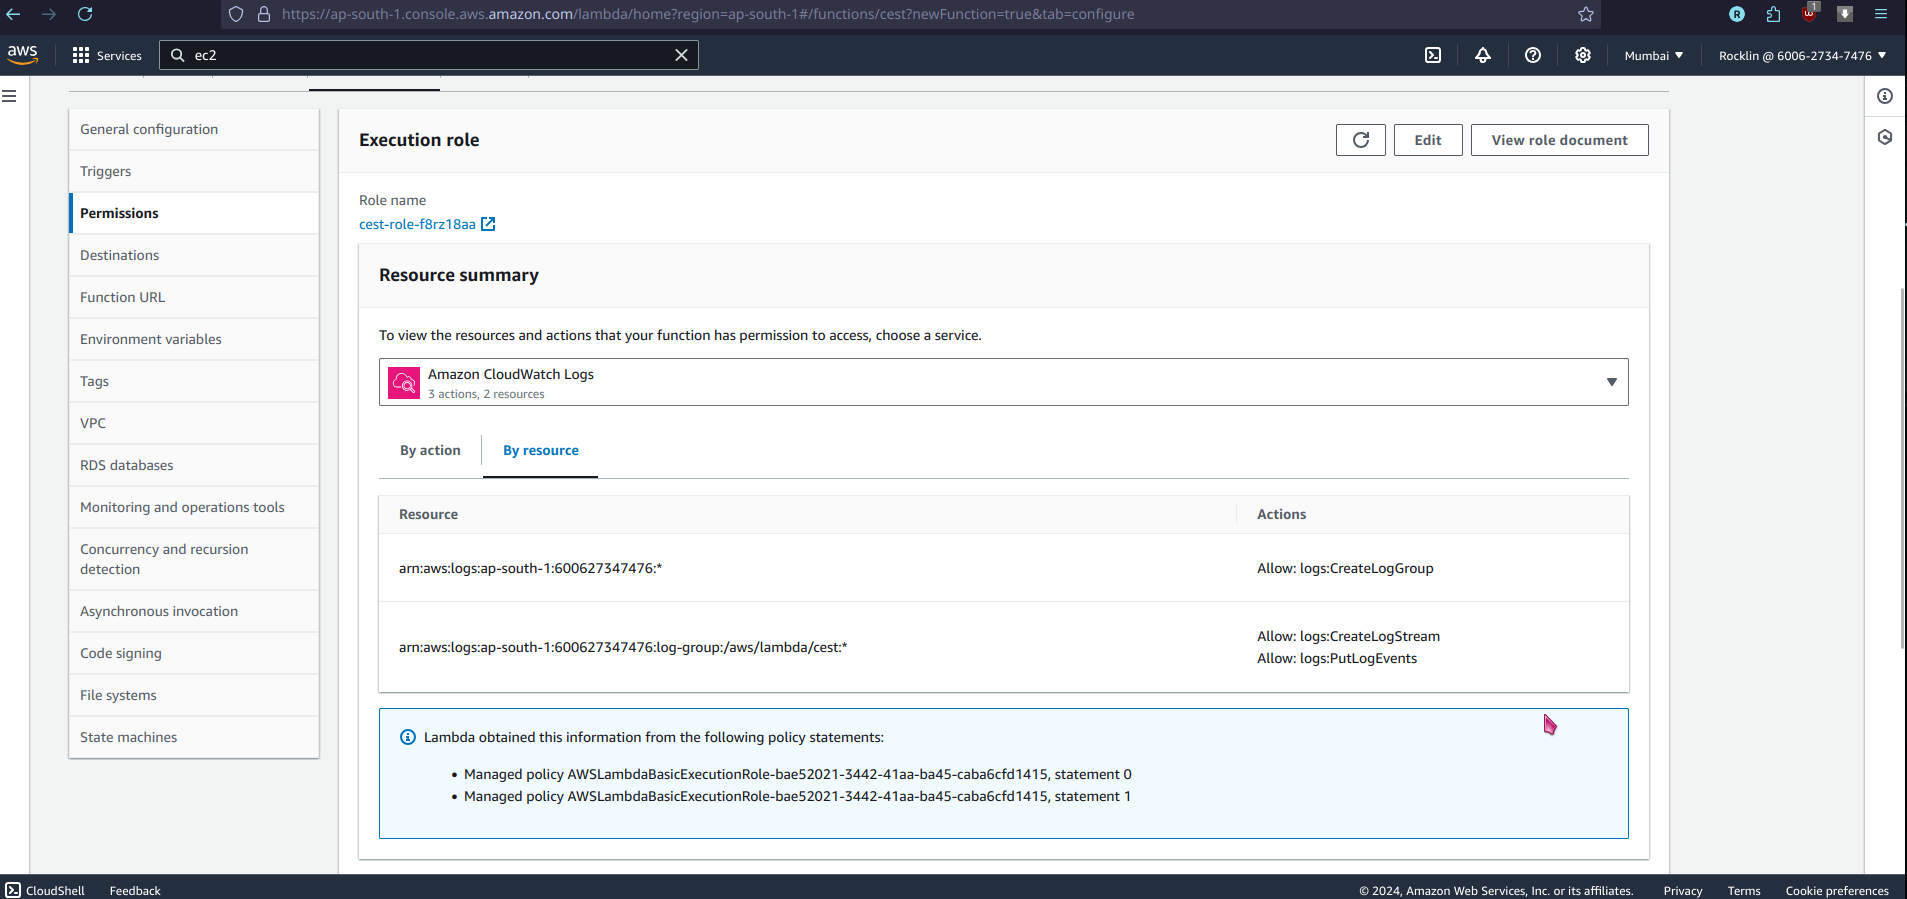 https://ap-south-1.console.aws.amazon.com/lambda/home?region=ap-south-1#/functions/cest?newFunction=true&tab=configure
R
1
aws
Services
ec2
Mumbai
Rocklin @ 6006-2734-7476
General configuration
Triggers
Permissions
Destinations
Function URL
Environment variables
Tags
VPC
RDS databases
Monitoring and operations tools
Concurrency and recursion
detection
Asynchronous invocation
Code signing
File systems
State machines
Execution role
Edit
View role document
Role name
cest-role-f8rz18aa
Resource summary
To view the resources and actions that your function has permission to access, choose a service.
Amazon CloudWatch Logs
3 actions, 2 resources
By action
By resource
Resource
Actions
arn:aws:logs:ap-south-1:600627347476:*
Allow: logs:CreateLogGroup
arn:aws:logs:ap-south-1:600627347476:log-group:/aws/lambda/cest:*
Allow: logs:CreateLogStream
Allow: logs:PutLogEvents
Lambda obtained this information from the following policy statements:
• Managed policy AWSLambdaBasicExecutionRole-bae52021-3442-41aa-ba45-caba6cfd1415, statement 0
• Managed policy AWSLambdaBasicExecutionRole-bae52021-3442-41aa-ba45-caba6cfd1415, statement 1
CloudShell
Feedback
© 2024, Amazon Web Services, Inc. or its affiliates.
Privacy
Terms
Cookie preferences